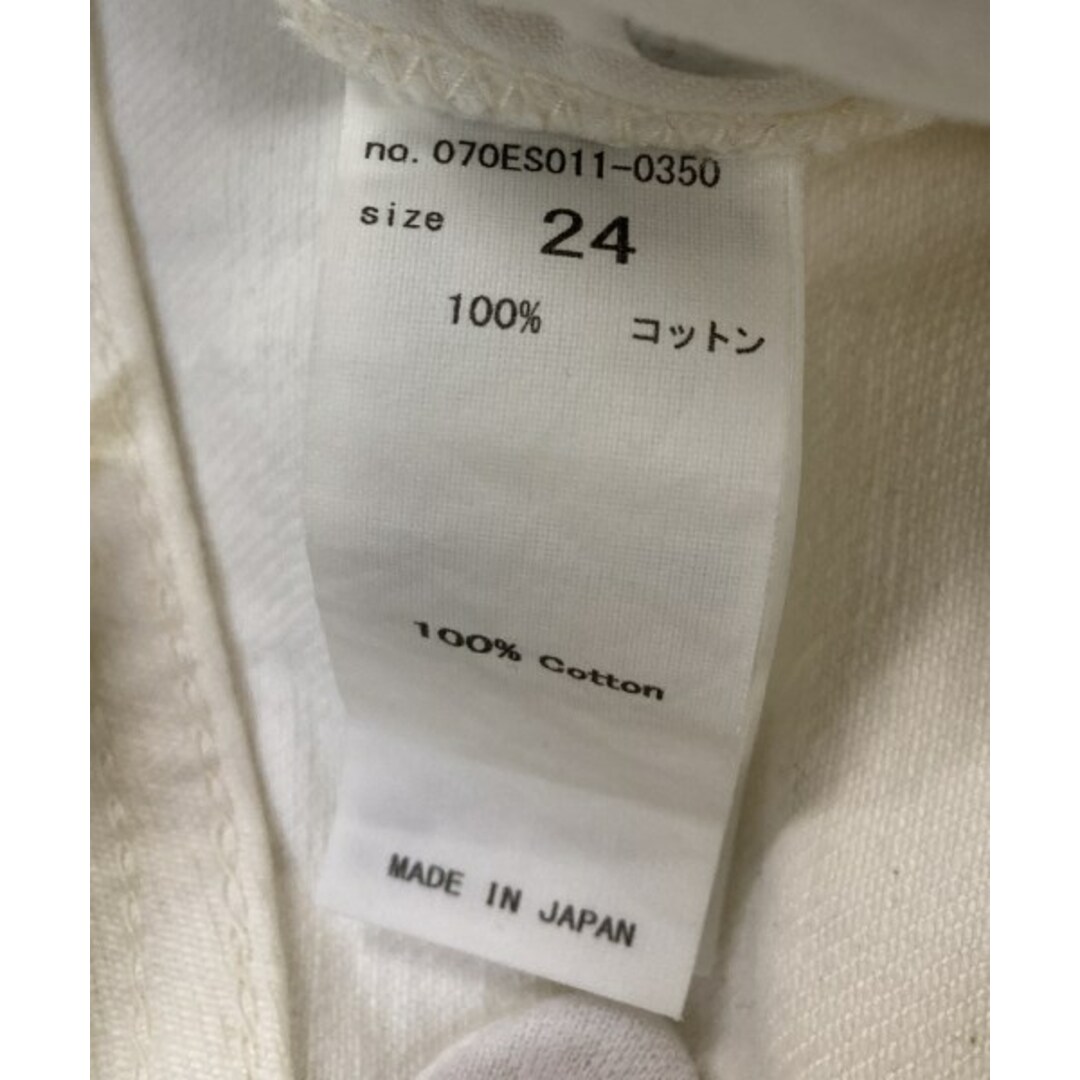 no. 070ES011-0350
size 24
100% コットン
100% Cotton
MADE IN JAPAN